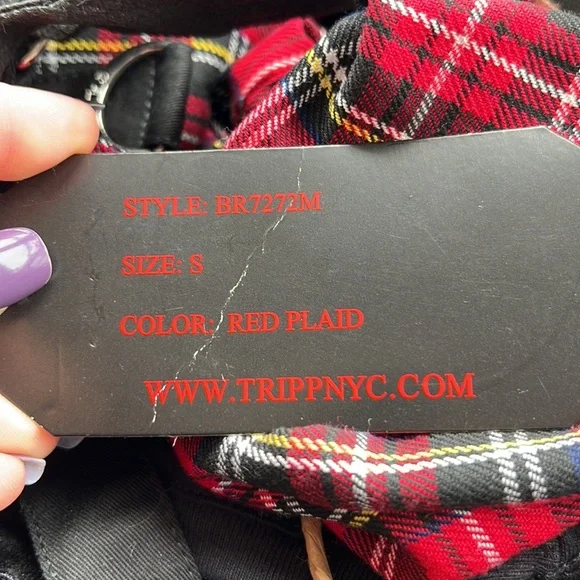 STYLE: BR7272M
SIZE: S
COLOR: RED PLAID
WWW.TRIPPNYC.COM